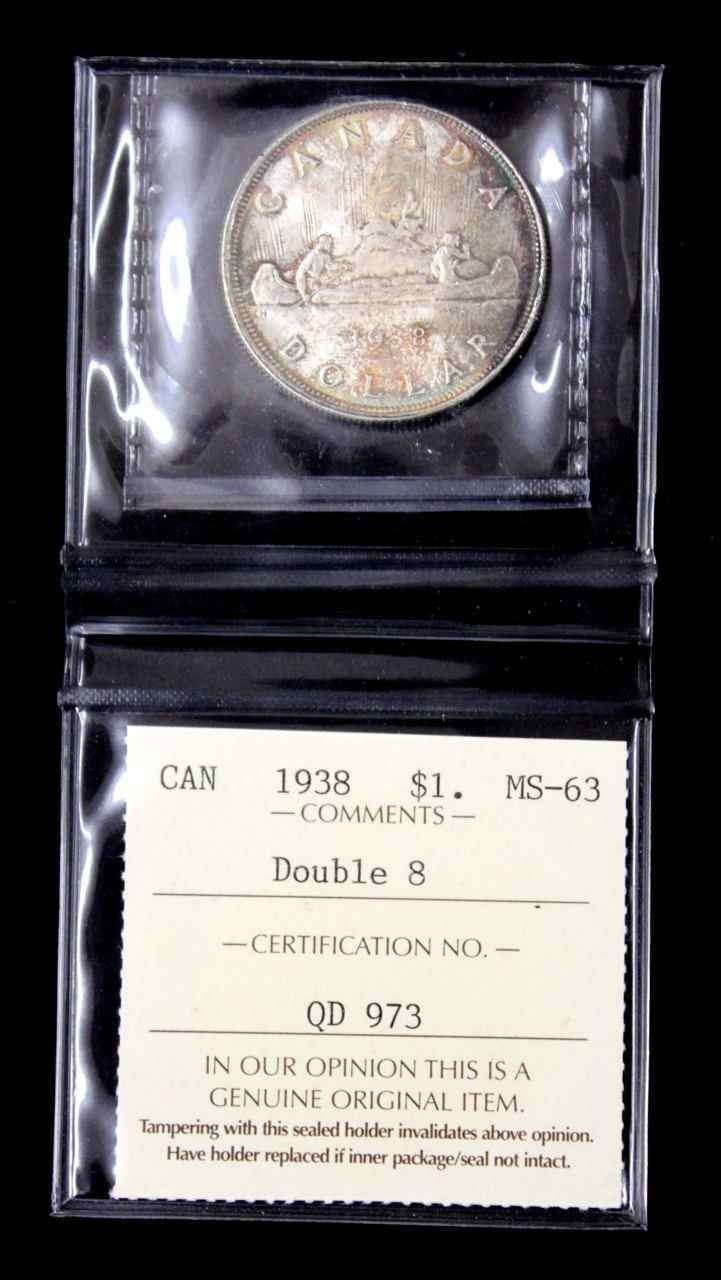 CANADA
1938
DOLLAR
CAN 1938 $1. MS-63
— COMMENTS —
Double 8
— CERTIFICATION NO. —
QD 973
IN OUR OPINION THIS IS A
GENUINE ORIGINAL ITEM.
Tampering with this sealed holder invalidates above opinion.
Have holder replaced if inner package/seal not intact.